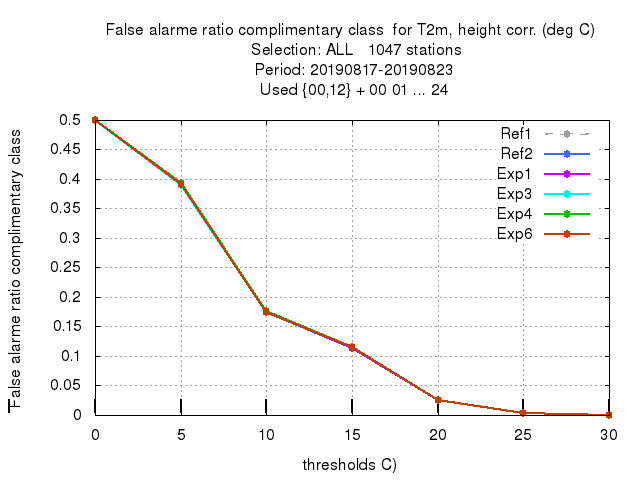 False alarme ratio complimentary class  for T2m, height corr. (deg C)
Selection: ALL   1047 stations
Period: 20190817-20190823
Used {00,12} + 00 01 ... 24
False alarme ratio complimentary class
0.5
0.45
0.4
0.35
0.3
0.25
0.2
0.15
0.1
0.05
0
Ref1
Ref2
Exp1
Exp3
Exp4
Exp6
0 5 10 15 20 25 30
thresholds C)